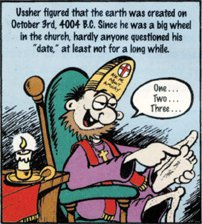 Ussher figured that the earth was created on
October 3rd, 4004 B.C. Since he was a big wheel
in the church, hardly anyone questioned his
"date," at least not for a long while.
One...
Two...
Three...